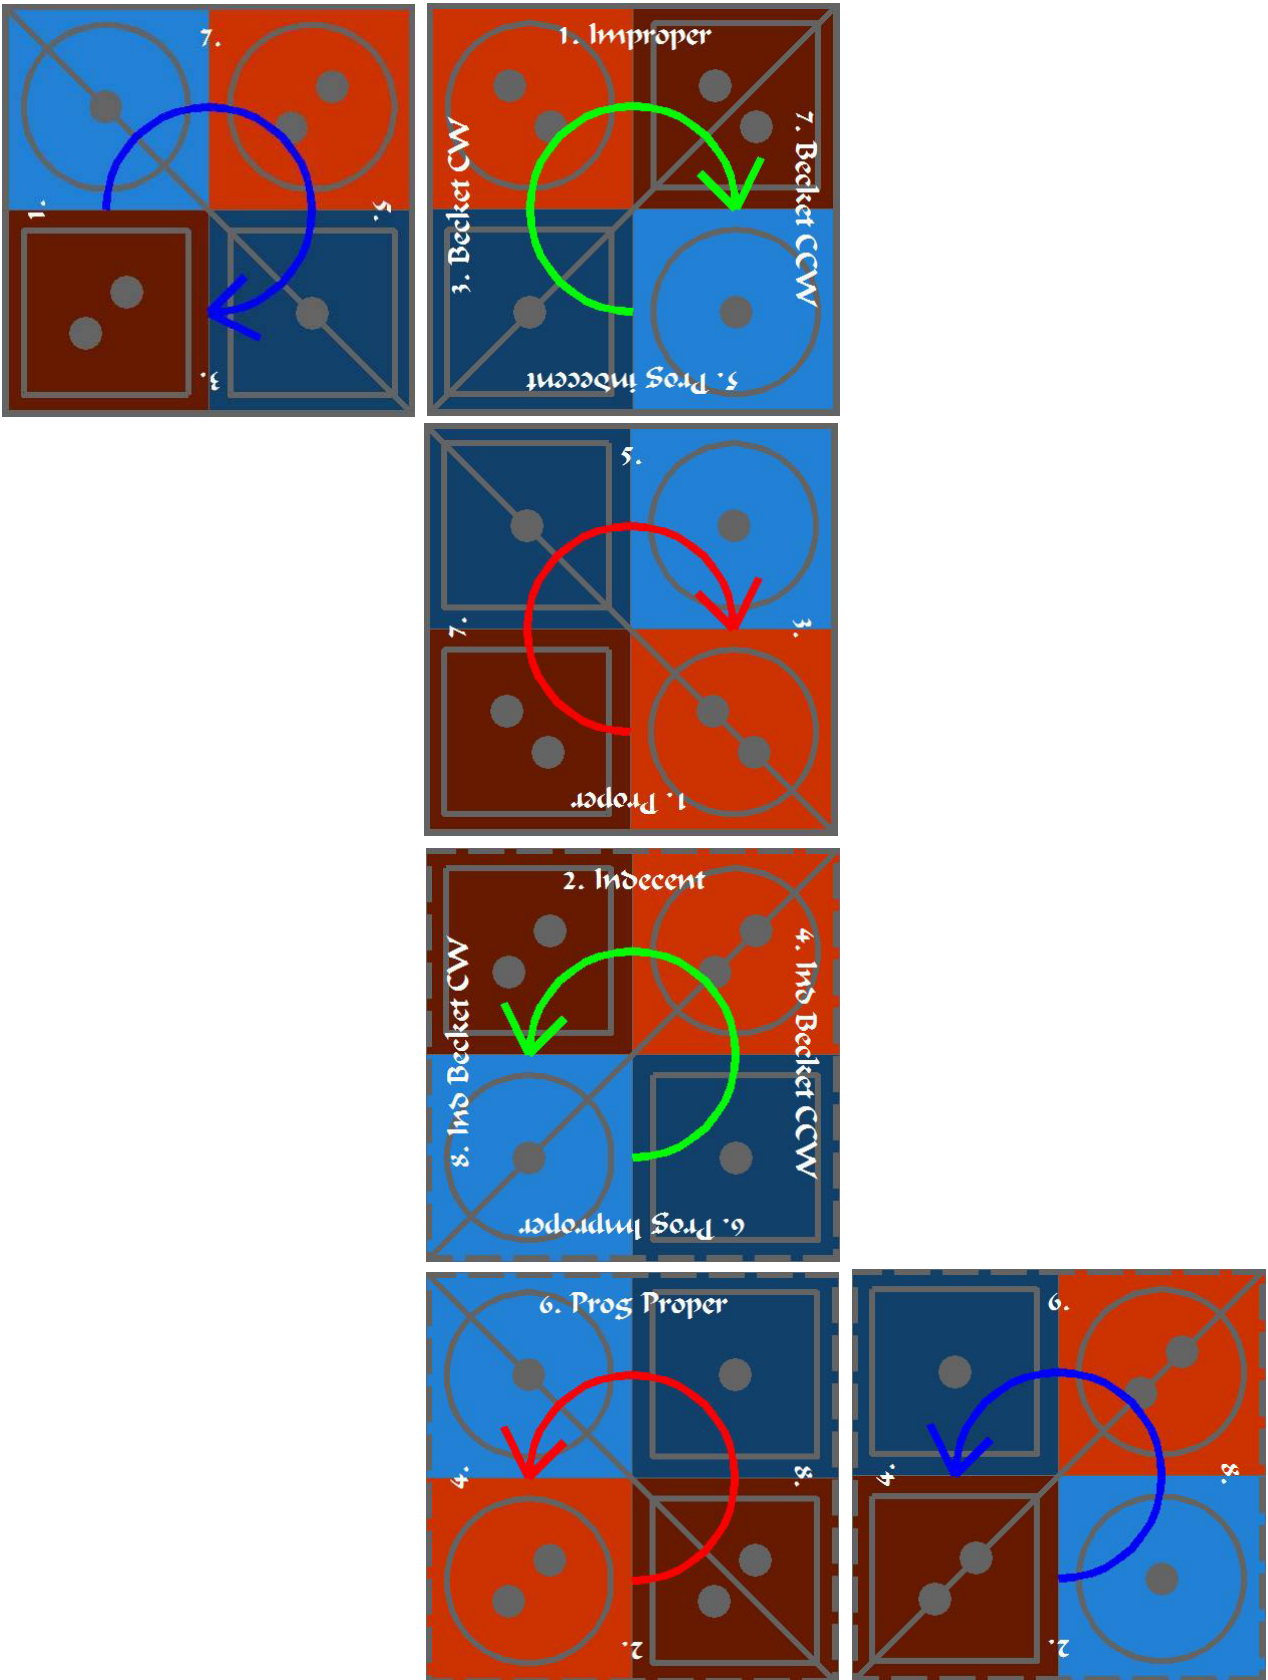 7.
1.
5.
3.
1. Improper
3. Becket CW
7. Becket CCW
5. Prog indecent
5.
7.
3.
1. Proper
2. Indecent
8. Ind Becket CW
4. Ind Becket CCW
6. Prog Improper
6. Prog Proper
4.
8.
2.
6.
4.
8.
2.